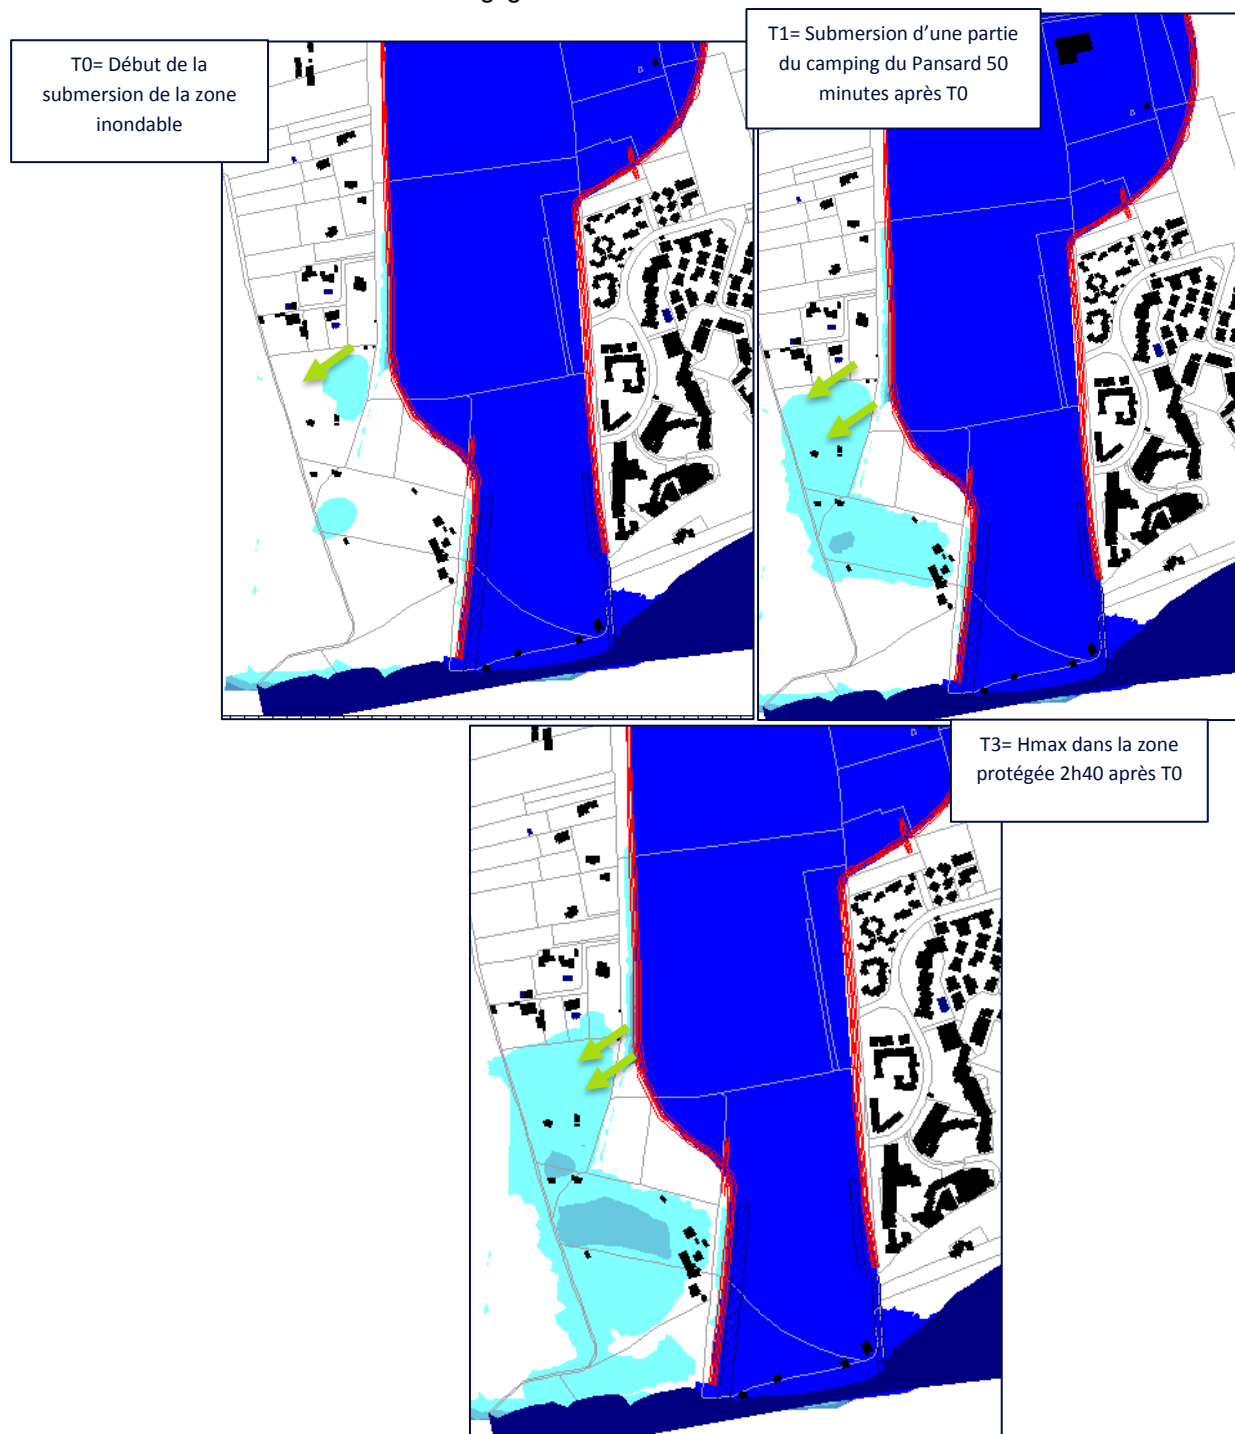 T0= Début de la
submersion de la zone
inondable
T1= Submersion d’une partie
du camping du Pansard 50
minutes après T0
T3= Hmax dans la zone
protégée 2h40 après T0